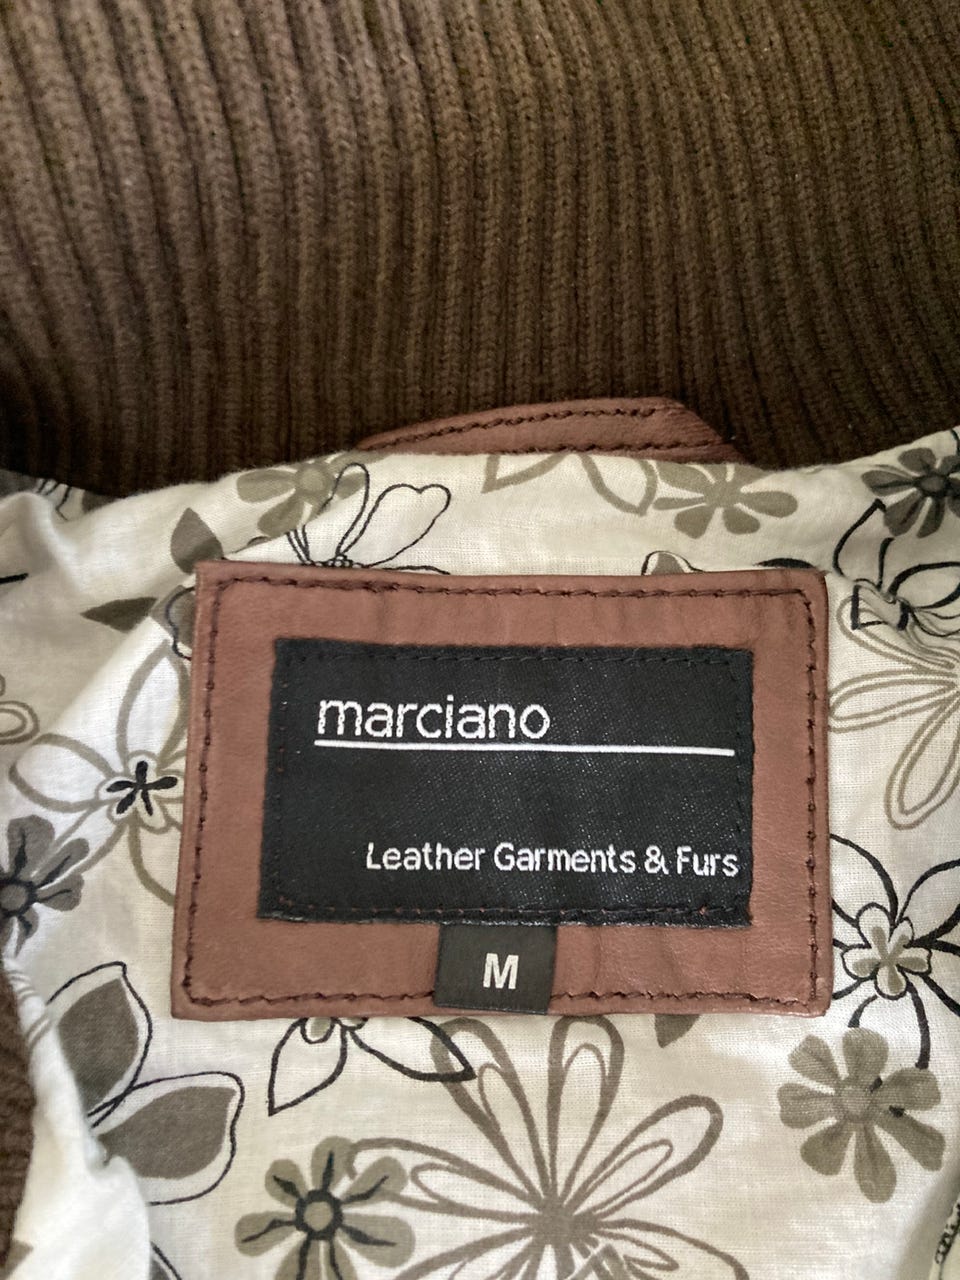 marciano
Leather Garments & Furs
M